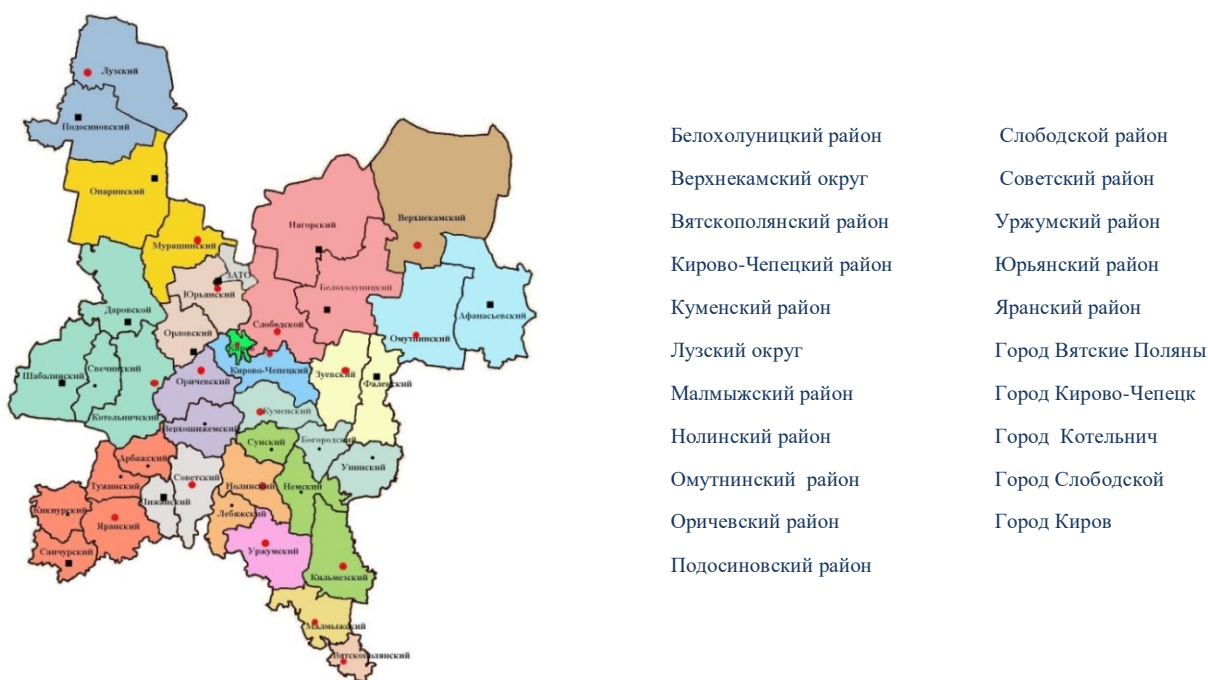 Лузский
Подосиновский
Опаринский
Мурашинский
Нагорский
Верхнекамский
ЗАТО
Юрьянский
Белохолуницкий
Даровской
Афанасьевский
Слободской
Орловский
Омутнинский
Шабалинский
Свечинский
Оричевский
Кирово-Чепецкий
Зуевский
Фаленский
Котельничский
Куменский
Верхошижемский
Сунский
Богородский
Арбажский
Унинский
Тужинский
Советский
Нолинский
Немский
Пижанский
Кикнурский
Яранский
Лебяжский
Санчурский
Уржумский
Кильмезский
Малмыжский
Вятскополянский
Белохолуницкий район
Верхнекамский округ
Вятскополянский район
Кирово-Чепецкий район
Куменский район
Лузский округ
Малмыжский район
Нолинский район
Омутнинский район
Оричевский район
Подосиновский район
Слободской район
Советский район
Уржумский район
Юрьянский район
Яранский район
Город Вятские Поляны
Город Кирово-Чепецк
Город Котельнич
Город Слободской
Город Киров